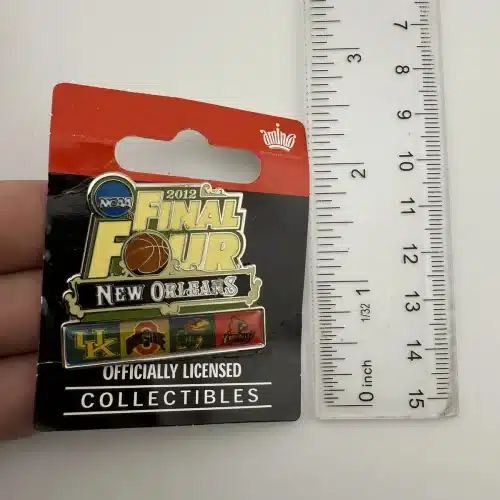 amino
NCAA
2012
FINAL
FOUR
NEW ORLEANS
UK
OFFICIALLY LICENSED
COLLECTIBLES
7
8
9
10
11
12
13
14
15
3
2
1
1/32
0 inch